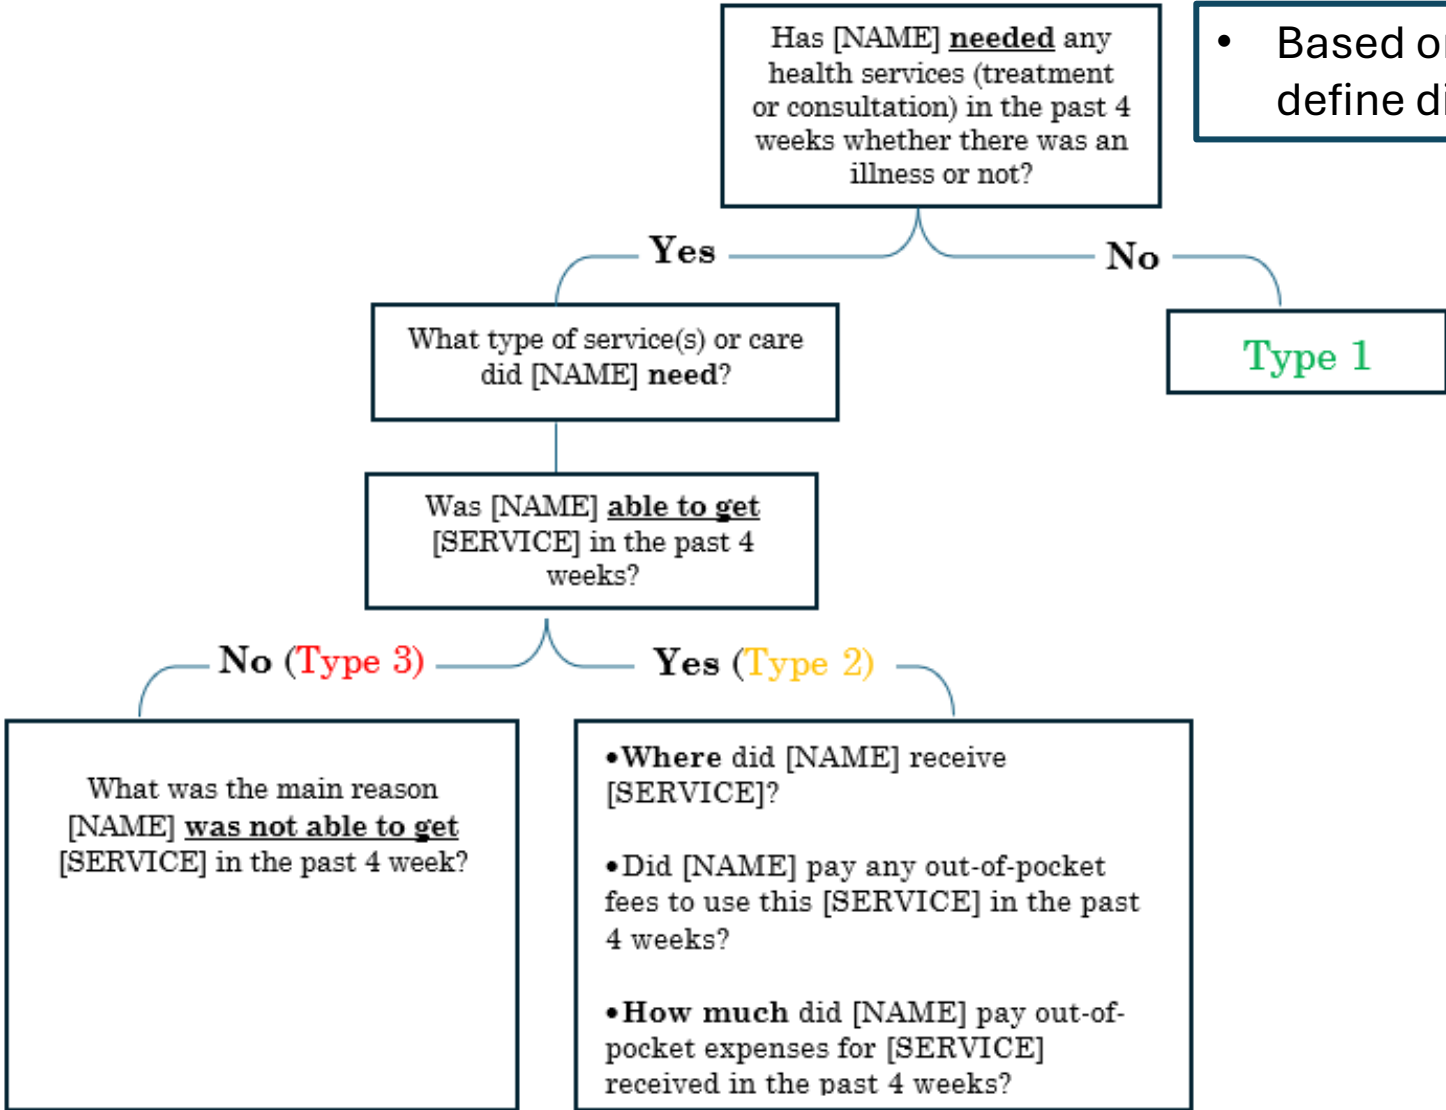 Has [NAME] needed any
health services (treatment
or consultation) in the past 4
weeks whether there was an
illness or not?
• Based
define
Yes
No
What type of service(s) or care
did [NAME] need?
Type 1
Was [NAME] able to get
[SERVICE] in the past 4
weeks?
No (Type 3)
Yes (Type 2)
What was the main reason
[NAME] was not able to get
[SERVICE] in the past 4 week?
•Where did [NAME] receive
[SERVICE]?
•Did [NAME] pay any out-of-pocket
fees to use this [SERVICE] in the past
4 weeks?
•How much did [NAME] pay out-of-
pocket expenses for [SERVICE]
received in the past 4 weeks?